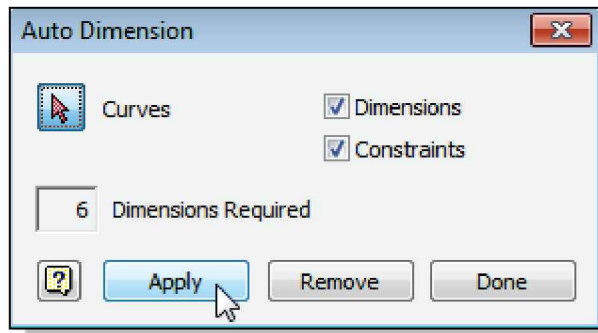 Auto Dimension
Curves
Dimensions
Constraints
6 Dimensions Required
? Apply Remove Done